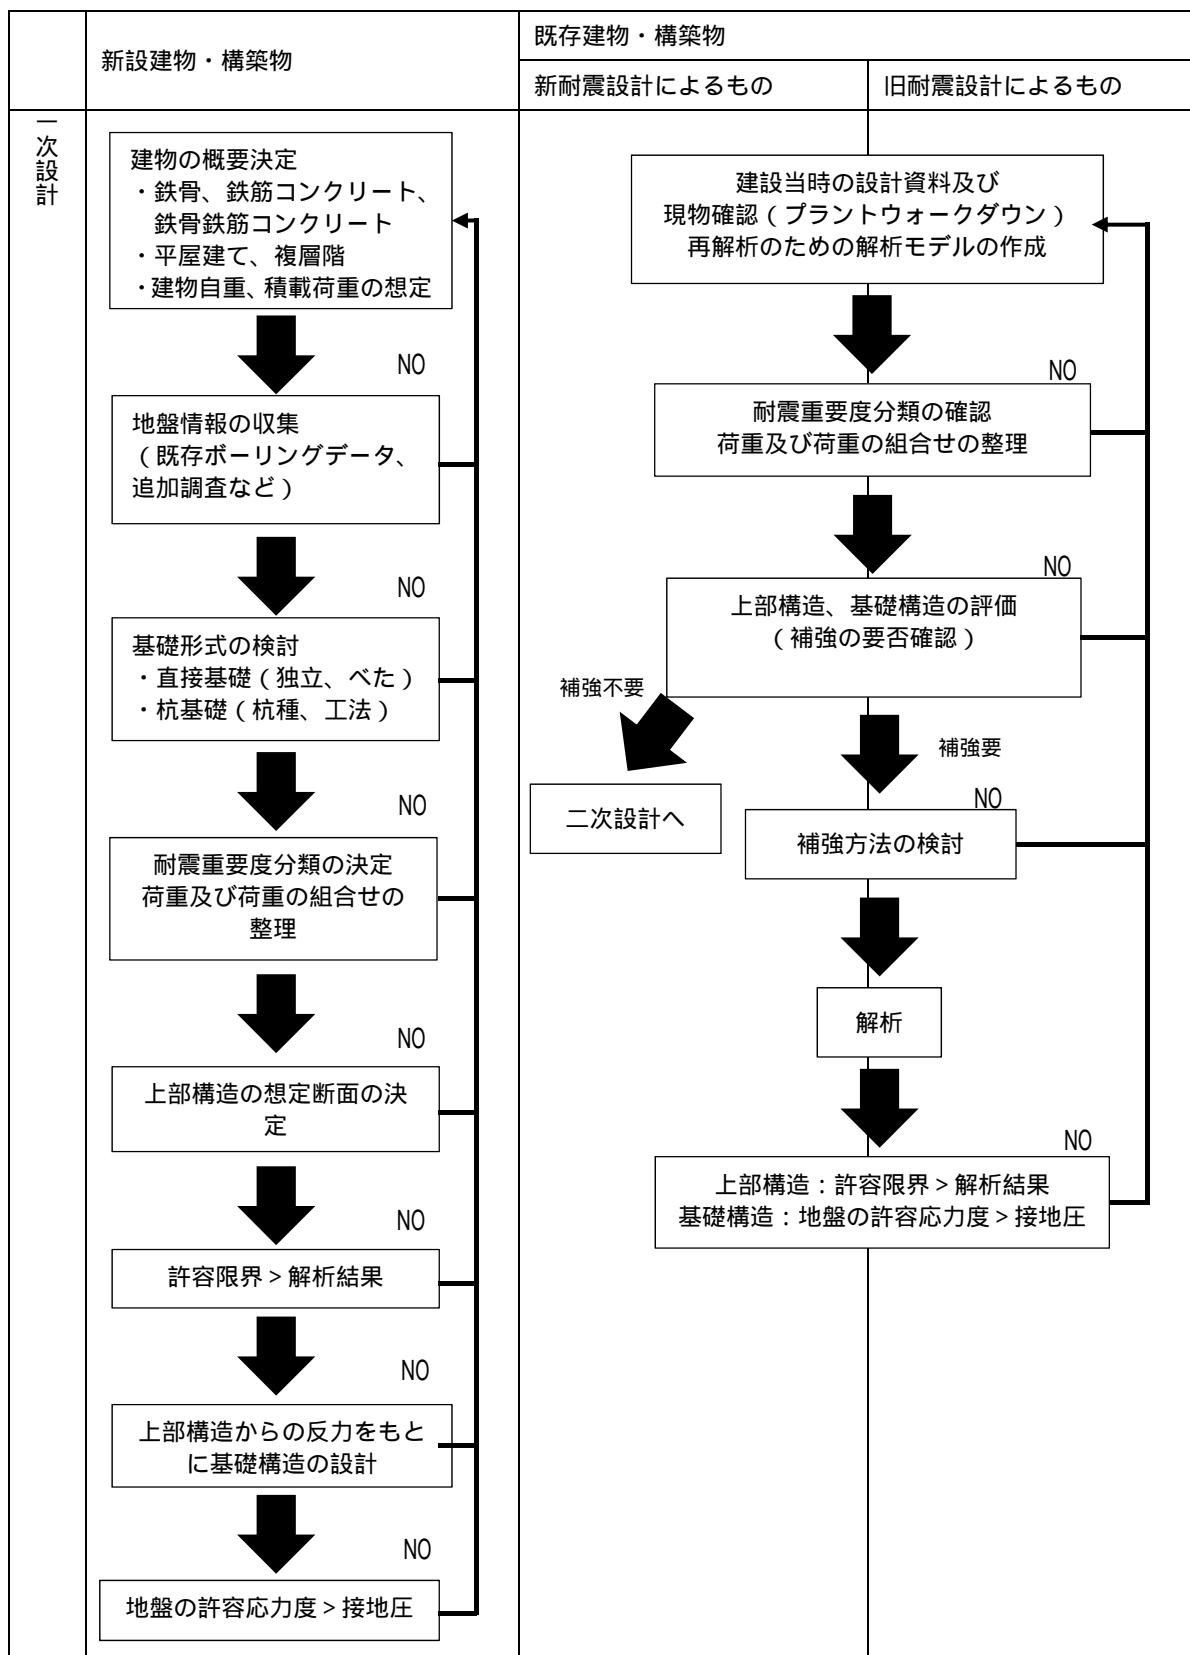 新設建物・構築物
既存建物・構築物
新耐震設計によるもの
旧耐震設計によるもの
一次設計
建物の概要決定
・鉄骨、鉄筋コンクリート、
鉄骨鉄筋コンクリート
・平屋建て、複層階
・建物自重、積載荷重の想定
NO
地盤情報の収集
（既存ボーリングデータ、
追加調査など）
NO
基礎形式の検討
・直接基礎（独立、べた）
・杭基礎（杭種、工法）
NO
耐震重要度分類の決定
荷重及び荷重の組合せの
整理
NO
上部構造の想定断面の決
定
NO
許容限界＞解析結果
NO
上部構造からの反力をもと
に基礎構造の設計
NO
地盤の許容応力度＞接地圧
建設当時の設計資料及び
現物確認（プラントウォークダウン）
再解析のための解析モデルの作成
NO
耐震重要度分類の確認
荷重及び荷重の組合せの整理
NO
上部構造、基礎構造の評価
（補強の要否確認）
補強不要
補強要
二次設計へ
NO
補強方法の検討
解析
NO
上部構造：許容限界＞解析結果
基礎構造：地盤の許容応力度＞接地圧